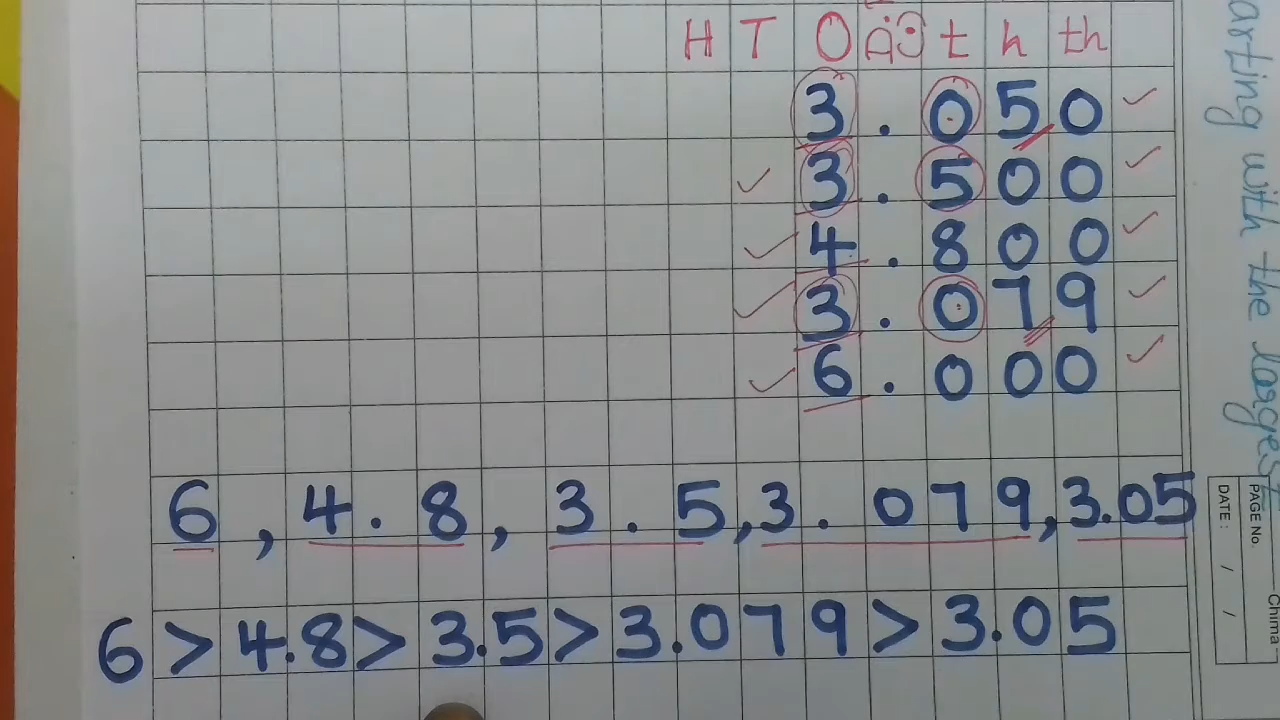 H T O t h th
3 . 0 5 0
3 . 5 0 0
4 . 8 0 0
3 . 0 7 9
6 . 0 0 0
6 , 4 . 8 , 3 . 5 , 3 . 0 7 9 , 3.05
6 > 4.8 > 3.5 > 3.079 > 3.05
arting with the largest
PAGE No.
DATE: / /
China